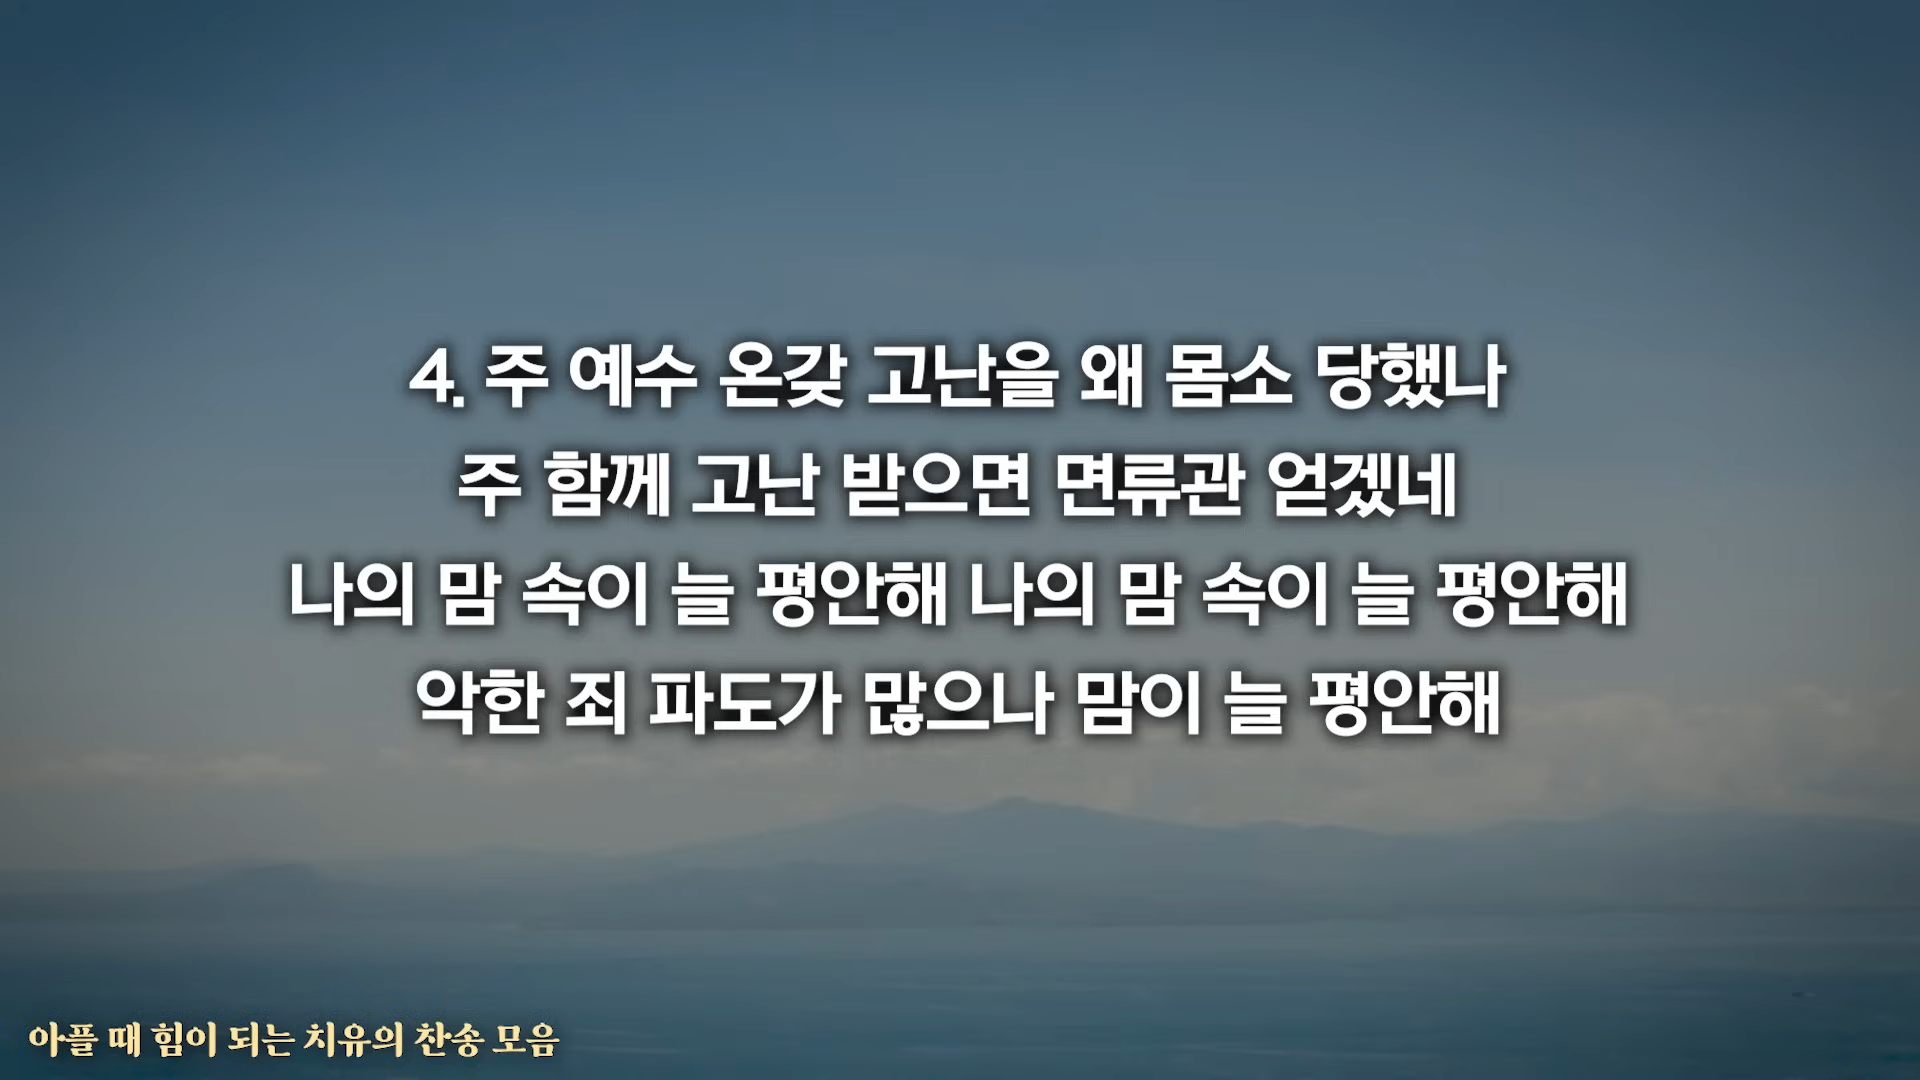 4. 주 예수 온갖 고난을 왜 몸소 당했나
주 함께 고난 받으면 면류관 얻겠네
나의 맘 속이 늘 평안해 나의 맘 속이 늘 평안해
악한 죄 파도가 많으나 맘이 늘 평안해
아플 때 힘이 되는 치유의 찬송 모음